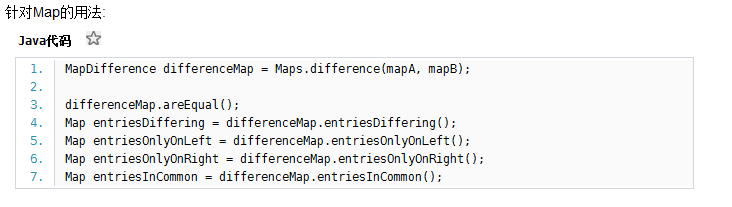 针对Map的用法:
Java代码
1. MapDifference differenceMap = Maps.difference(mapA, mapB);
2.
3. differenceMap.areEqual();
4. Map entriesDiffering = differenceMap.entriesDiffering();
5. Map entriesOnlyOnLeft = differenceMap.entriesOnlyOnLeft();
6. Map entriesOnlyOnRight = differenceMap.entriesOnlyOnRight();
7. Map entriesInCommon = differenceMap.entriesInCommon();